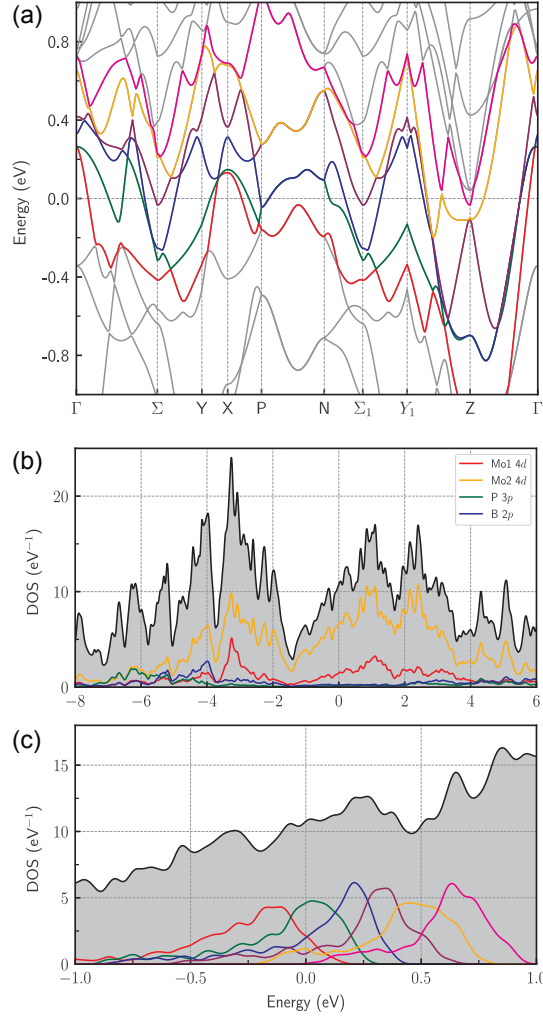 (a)
Energy (eV)
0.8
0.4
0.0
−0.4
−0.8
Γ Σ Y X P N Σ1 Y1 Z Γ
(b)
DOS (eV⁻¹)
20
10
0
Mo1 4d
Mo2 4d
P 3p
B 2p
−8 −6 −4 −2 0 2 4 6
(c)
DOS (eV⁻¹)
15
10
5
0
−1.0 −0.5 0.0 0.5 1.0
Energy (eV)